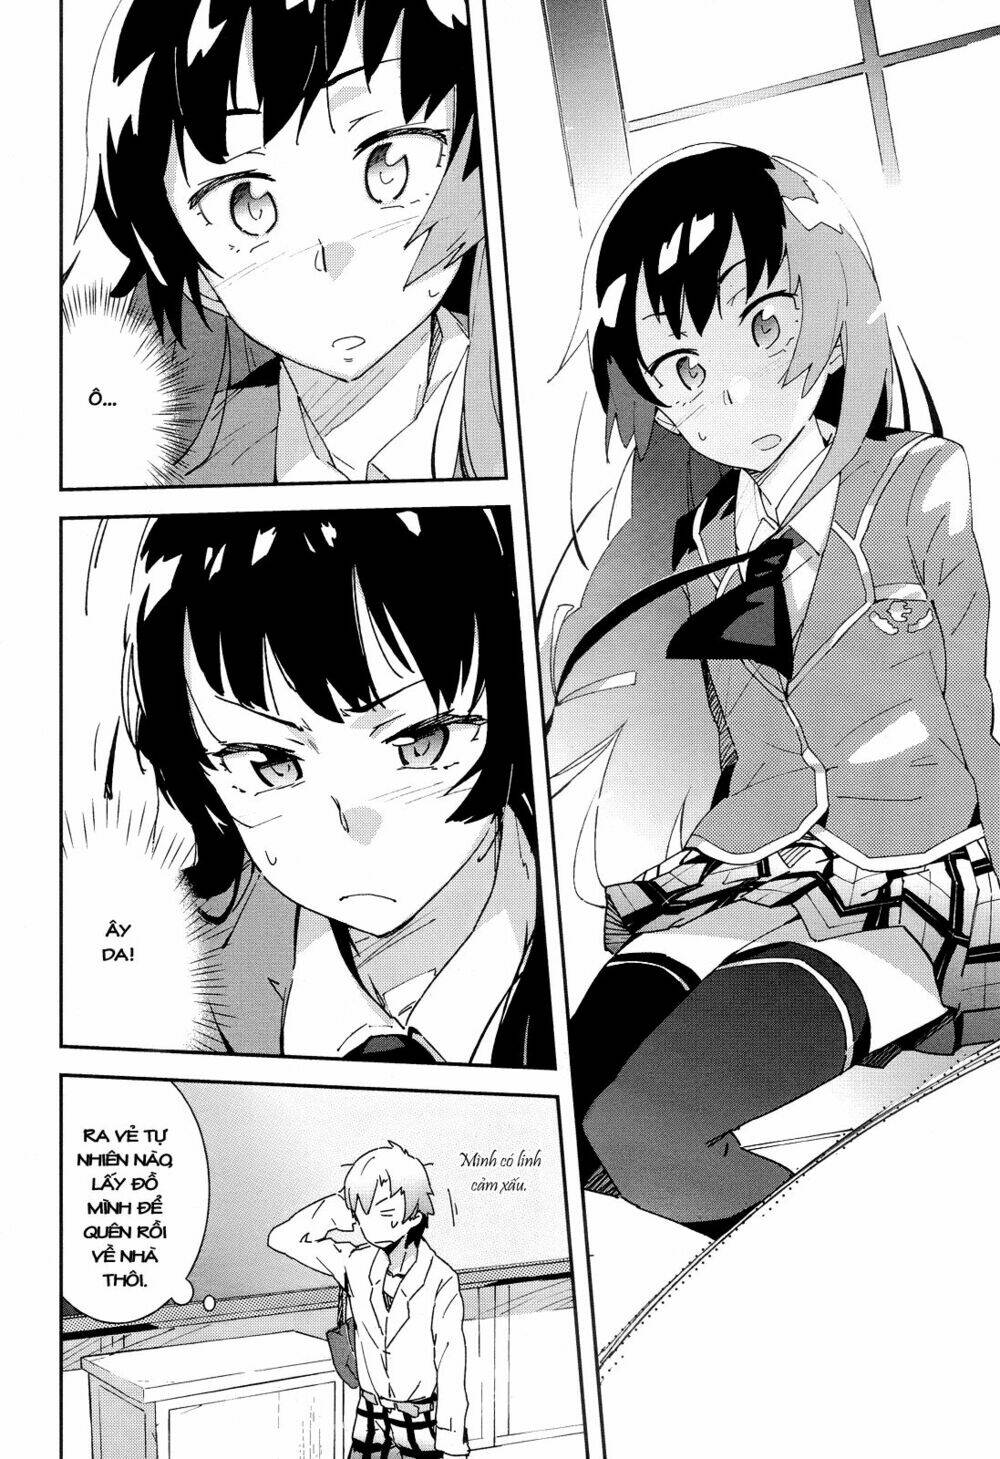 Ô...
ÂY
DA!
Mình có linh
cảm xấu.
RA VẺ TỰ
NHIÊN NÀO,
LẤY ĐỒ
MÌNH ĐỂ
QUÊN RỒI
VỀ NHÀ
THÔI.